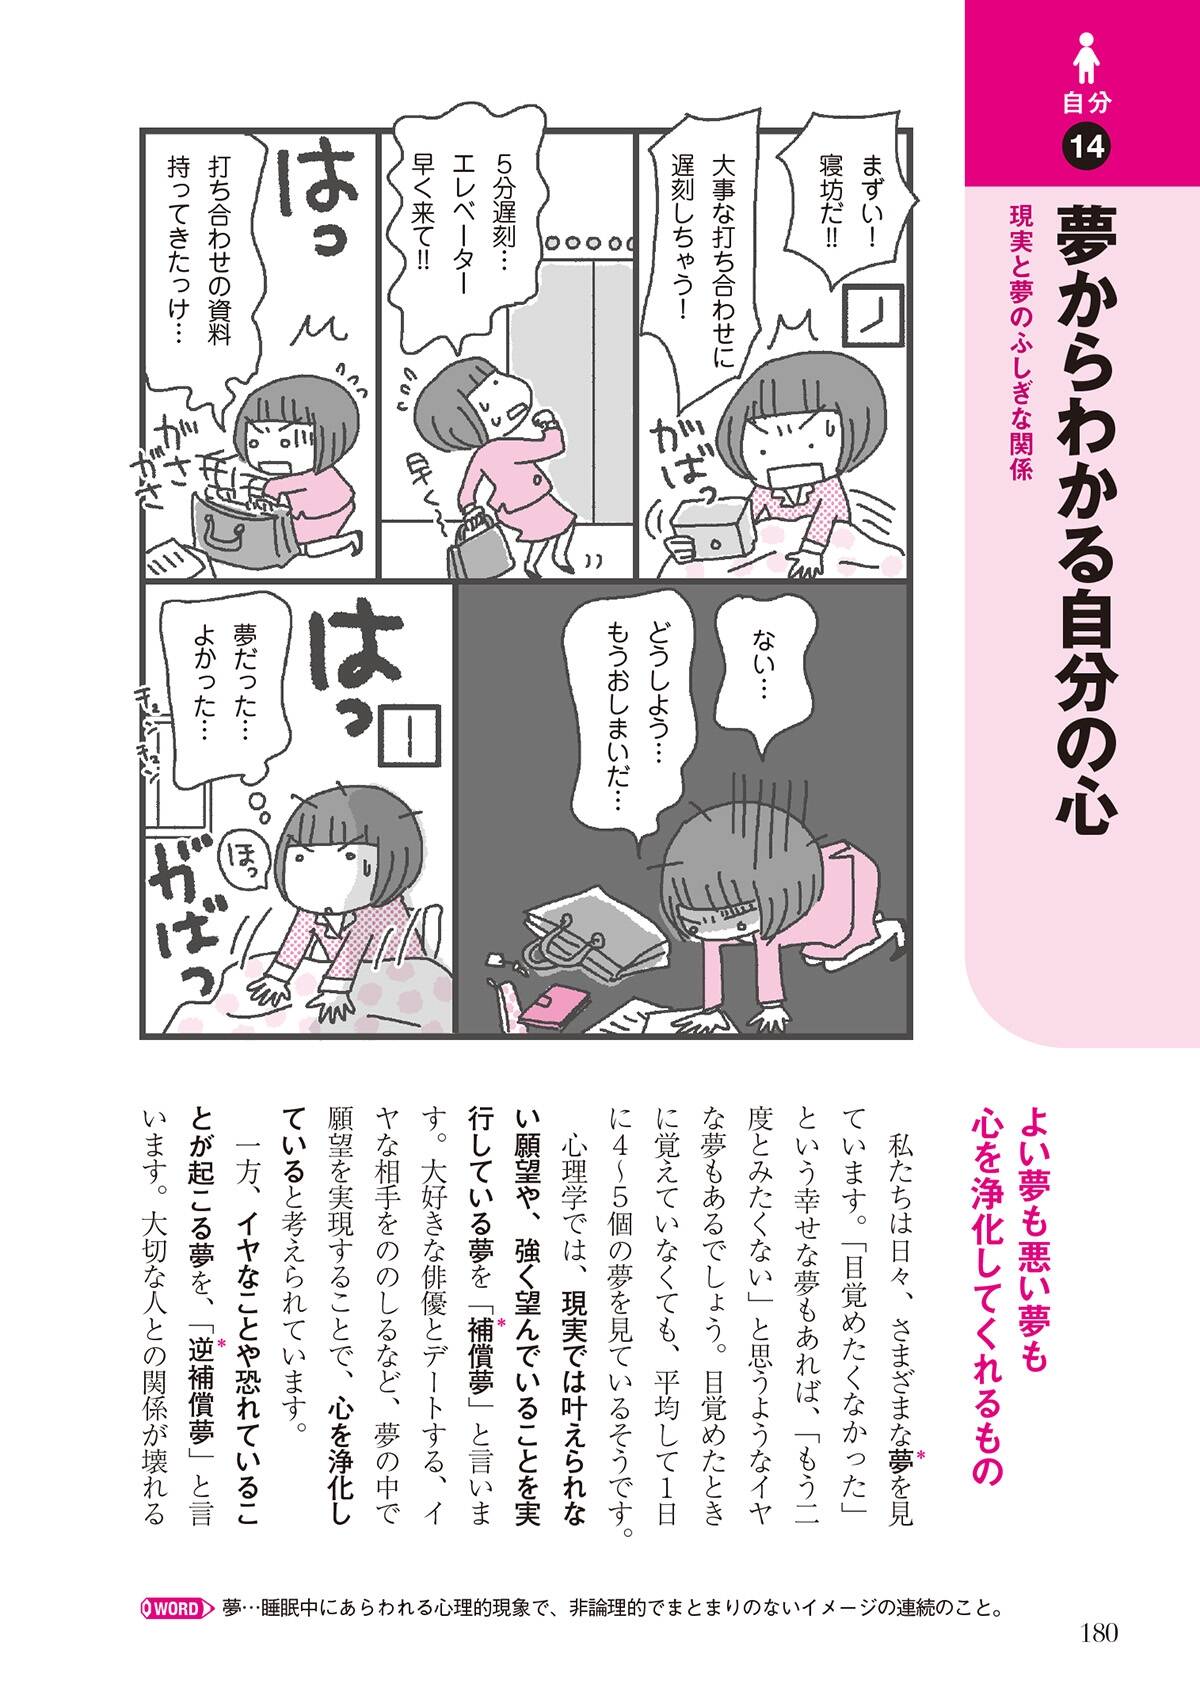 自分
14
夢からわかる自分の心
現実と夢のふしぎな関係
まずい!
寝坊だ!!
大事な打ち合わせに
遅刻しちゃう!
がばっ
5分遅刻…
エレベーター
早く来て!!
早く
はっ
打ち合わせの資料
持ってきたっけ…
がさ
がさ
ない…
どうしよう…
もうおしまいだ…
はっ
夢だった…
よかった…
チュン
チュン
ほっ
がばっ
よい夢も悪い夢も
心を浄化してくれるもの
私たちは日々、さまざまな夢*を見
ています。「目覚めたくなかった」
という幸せな夢もあれば、「もう二
度とみたくない」と思うようなイヤ
な夢もあるでしょう。目覚めたとき
に覚えていなくても、平均して1日
に4〜5個の夢を見ているそうです。
心理学では、現実では叶えられな
い願望や、強く望んでいることを実
行している夢を「補償夢*」と言いま
す。大好きな俳優とデートする、イ
ヤな相手をののしるなど、夢の中で
願望を実現することで、心を浄化し
ていると考えられています。
一方、イヤなことや恐れているこ
とが起こる夢を、「逆補償夢*」と言
います。大切な人との関係が壊れる
WORD 夢…睡眠中にあらわれる心理的現象で、非論理的でまとまりのないイメージの連続のこと。
180